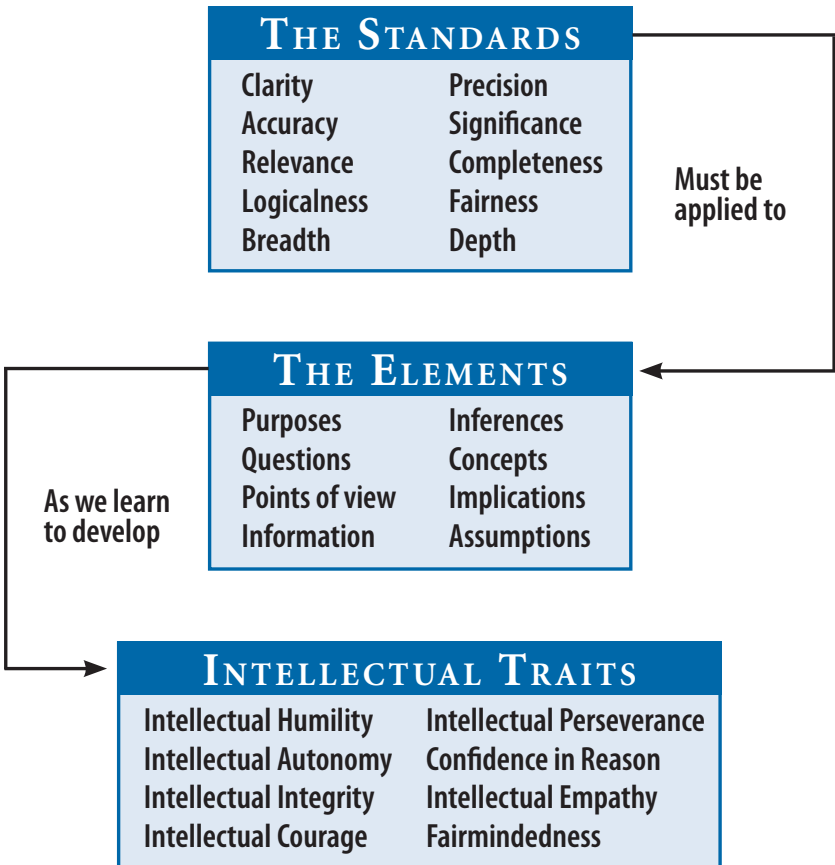 THE STANDARDS
Clarity Precision
Accuracy Significance
Relevance Completeness
Logicalness Fairness
Breadth Depth
Must be
applied to
THE ELEMENTS
Purposes Inferences
Questions Concepts
Points of view Implications
Information Assumptions
As we learn
to develop
INTELLECTUAL TRAITS
Intellectual Humility Intellectual Perseverance
Intellectual Autonomy Confidence in Reason
Intellectual Integrity Intellectual Empathy
Intellectual Courage Fairmindedness